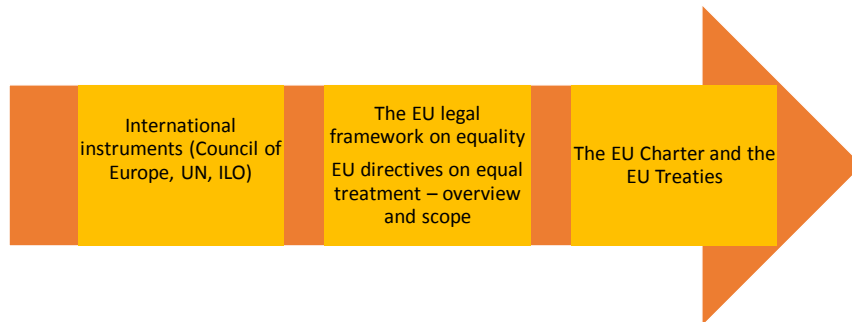 International
instruments (Council of
Europe, UN, ILO)
The EU legal
framework on equality
EU directives on equal
treatment – overview
and scope
The EU Charter and the
EU Treaties